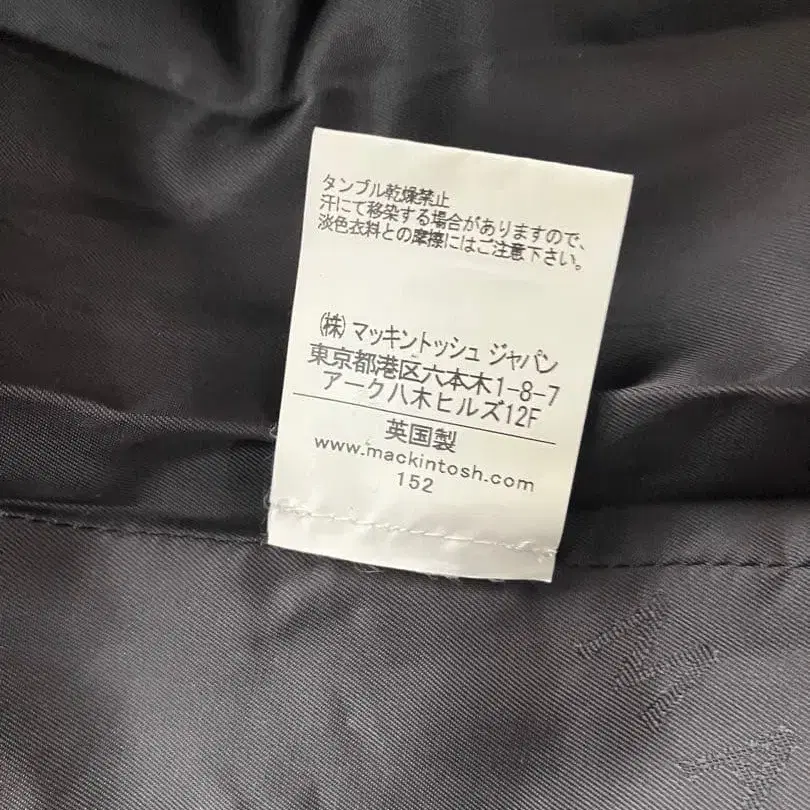 タンブル乾燥禁止
汗にて移染する場合がありますので、
淡色衣料との摩擦にはご注意下さい。
(株)マッキントッシュ ジャパン
東京都港区六本木1-8-7
アーク八木ヒルズ12F
英国製
www.mackintosh.com
152